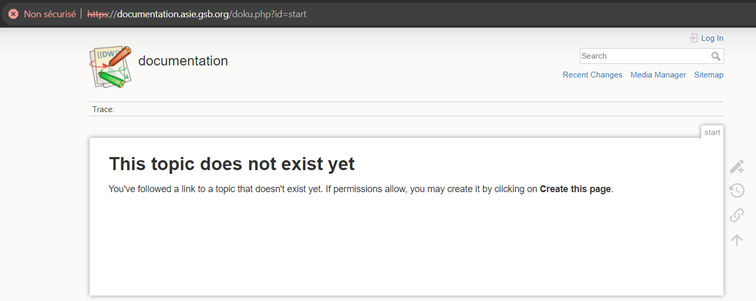 Non sécurisé | https://documentation.asie.gsb.org/doku.php?id=start
Log In
[[DW]]
documentation
Search
Recent Changes Media Manager Sitemap
Trace:
start
This topic does not exist yet
You've followed a link to a topic that doesn't exist yet. If permissions allow, you may create it by clicking on Create this page.